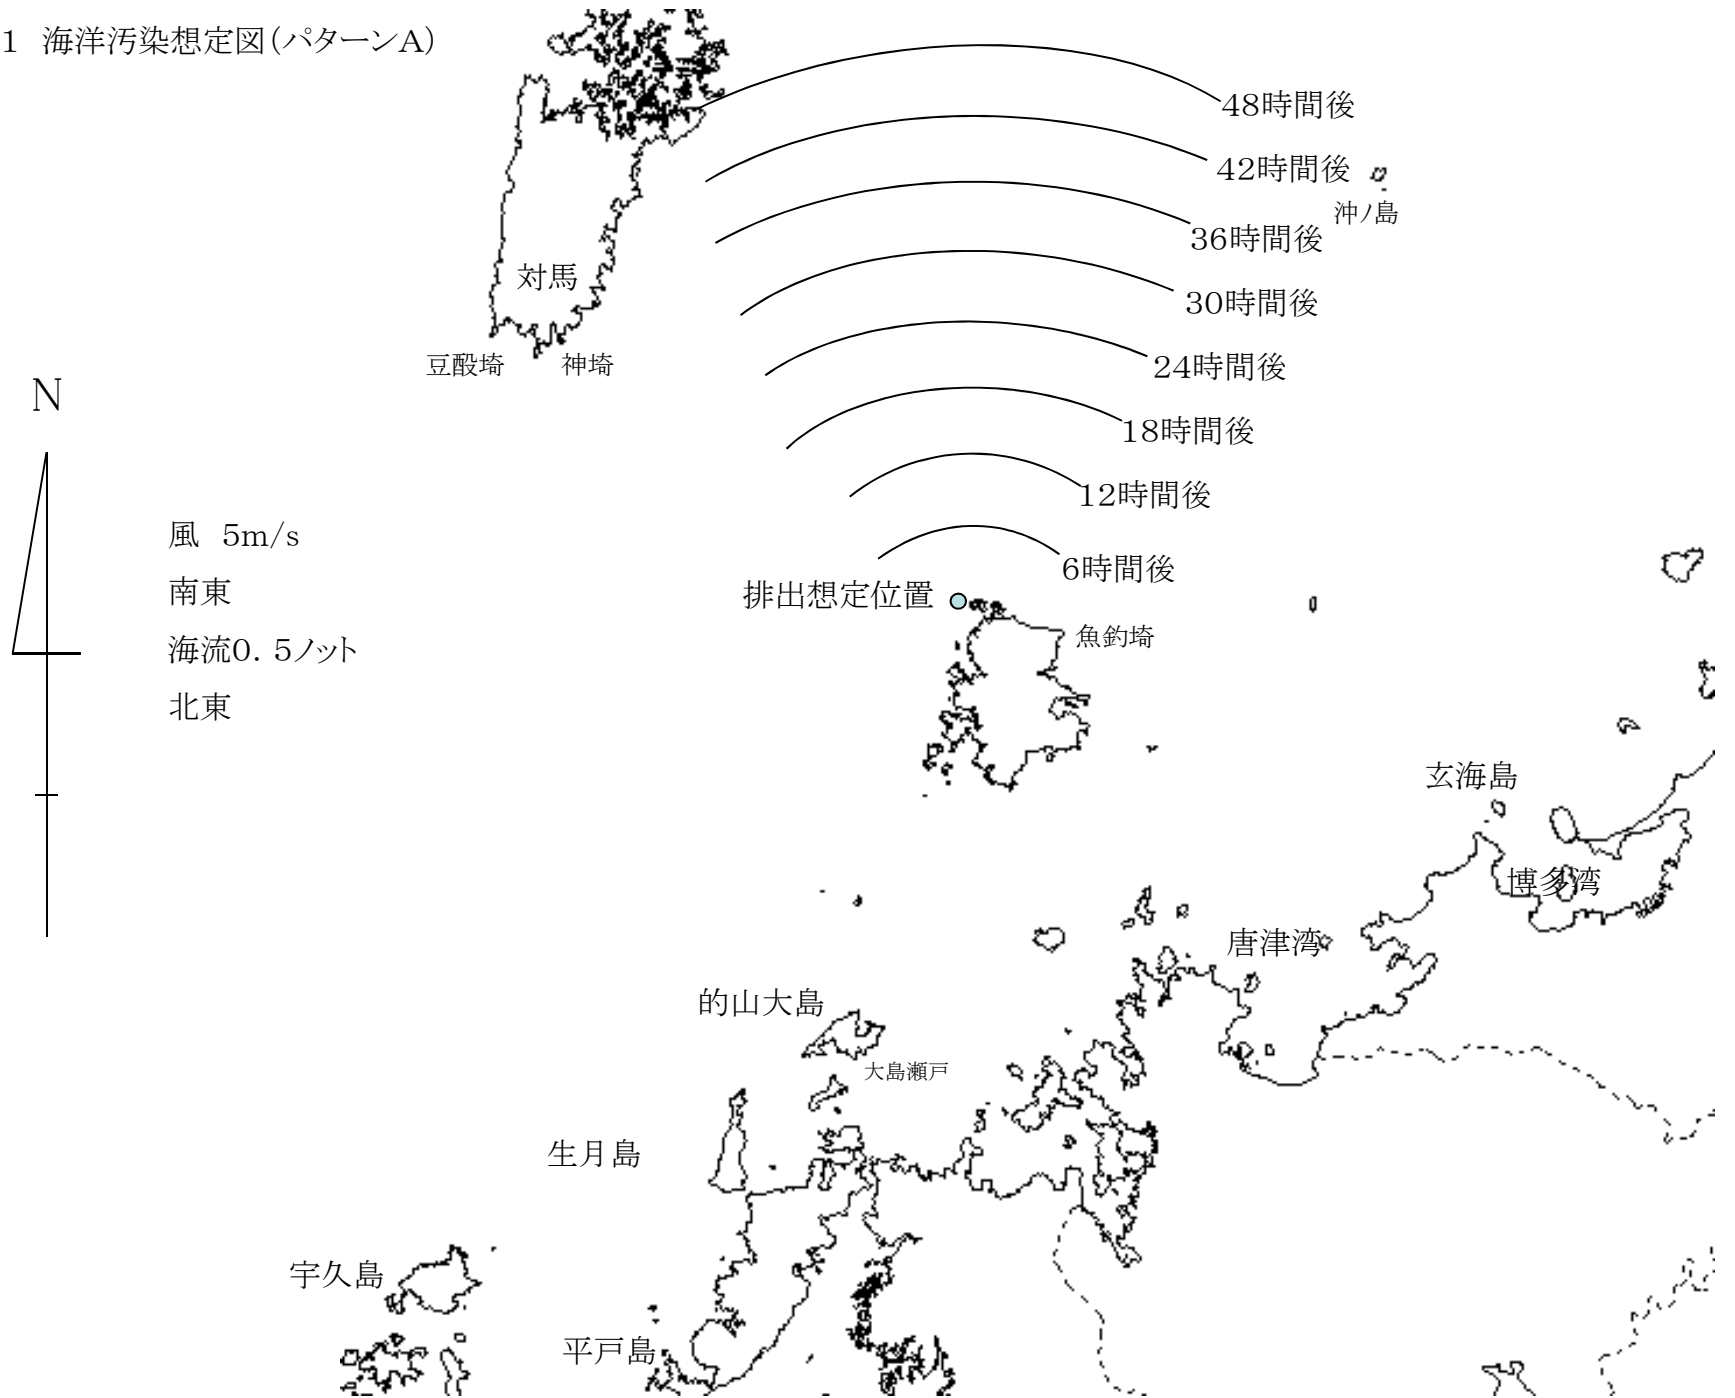 1 海洋汚染想定図(パターンA)
48時間後
42時間後
沖ノ島
36時間後
対馬
30時間後
豆酘埼 神埼
24時間後
N
18時間後
12時間後
風 5m/s
6時間後
南東
排出想定位置
魚釣埼
海流0.5ノット
北東
玄海島
博多湾
唐津湾
的山大島
大島瀬戸
生月島
宇久島
平戸島